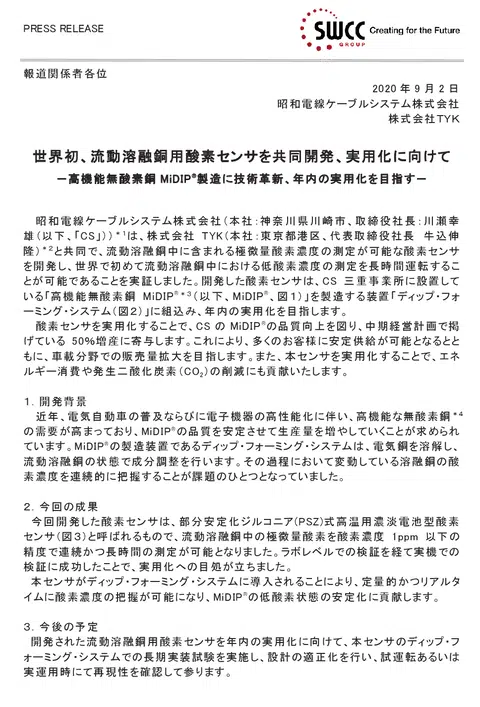 PRESS RELEASE
SWCC
GROUP
Creating for the Future
報道関係者各位
2020年9月2日
昭和電線ケーブルシステム株式会社
株式会社TYK
世界初、流動溶融銅用酸素センサを共同開発、実用化に向けて
－高機能無酸素銅 MiDIP®製造に技術革新、年内の実用化を目指す－
昭和電線ケーブルシステム株式会社(本社:神奈川県川崎市、取締役社長:川瀬幸
雄(以下、「CS」))*1は、株式会社 TYK(本社:東京都港区、代表取締役社長 牛込伸
隆)*2と共同で、流動溶融銅中に含まれる極微量酸素濃度の測定が可能な酸素センサ
を開発し、世界で初めて流動溶融銅中における低酸素濃度の測定を長時間運転するこ
とが可能であることを実証しました。開発した酸素センサは、CS 三重事業所に設置して
いる「高機能無酸素銅 MiDIP®*3(以下、MiDIP®、図1)」を製造する装置「ディップ・フォ
ーミング・システム(図2)」に組込み、年内の実用化を目指します。
酸素センサを実用化することで、CSの MiDIP®の品質向上を図り、中期経営計画で掲
げている 50%増産に寄与します。これにより、多くのお客様に安定供給が可能となるとと
もに、車載分野での販売量拡大を目指します。また、本センサを実用化することで、エネ
ルギー消費や発生二酸化炭素(CO2)の削減にも貢献いたします。
1. 開発背景
近年、電気自動車の普及ならびに電子機器の高性能化に伴い、高機能な無酸素銅*4
の需要が高まっており、MiDIP®の品質を安定させて生産量を増やしていくことが求められ
ています。MiDIP®の製造装置であるディップ・フォーミング・システムは、電気銅を溶解し、
流動溶融銅の状態で成分調整を行います。その過程において変動している溶融銅の酸
素濃度を連続的に把握することが課題のひとつとなっていました。
2. 今回の成果
今回開発した酸素センサは、部分安定化ジルコニア(PSZ)式高温用濃淡電池型酸素
センサ(図3)と呼ばれるもので、流動溶融銅中の極微量酸素を酸素濃度 1ppm 以下の
精度で連続かつ長時間の測定が可能となりました。ラボレベルでの検証を経て実機での
検証に成功したことで、実用化への目処が立ちました。
本センサがディップ・フォーミング・システムに導入されることにより、定量的かつリアルタ
イムに酸素濃度の把握が可能になり、MiDIP®の低酸素状態の安定化に貢献します。
3. 今後の予定
開発された流動溶融銅用酸素センサを年内の実用化に向けて、本センサのディップ・フ
ォーミング・システムでの長期実装試験を実施し、設計の適正化を行い、試運転あるいは
実運用時にて再現性を確認して参ります。